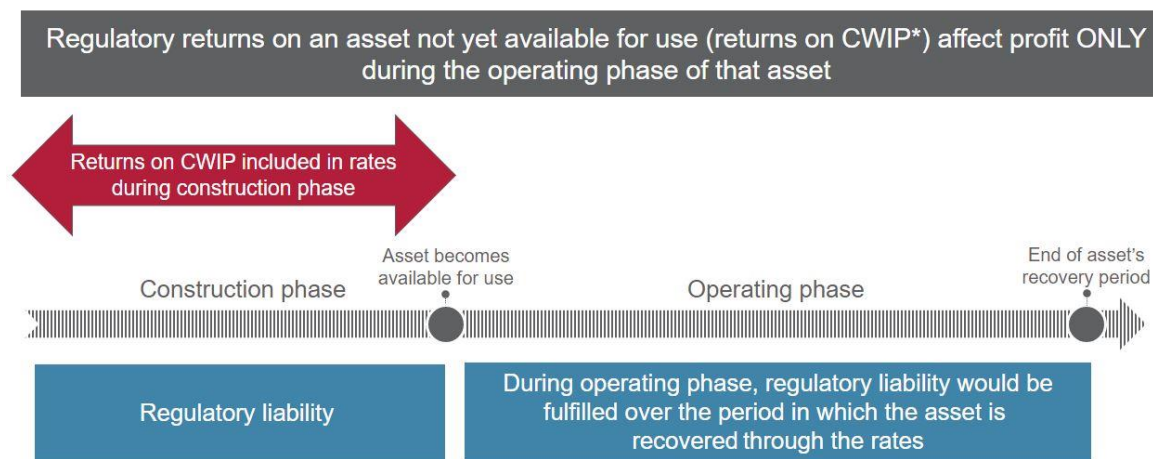 Regulatory returns on an asset not yet available for use (returns on CWIP*) affect profit ONLY
during the operating phase of that asset
Returns on CWIP included in rates
during construction phase
Asset becomes
available for use
End of asset's
recovery period
Construction phase
Operating phase
Regulatory liability
During operating phase, regulatory liability would be
fulfilled over the period in which the asset is
recovered through the rates